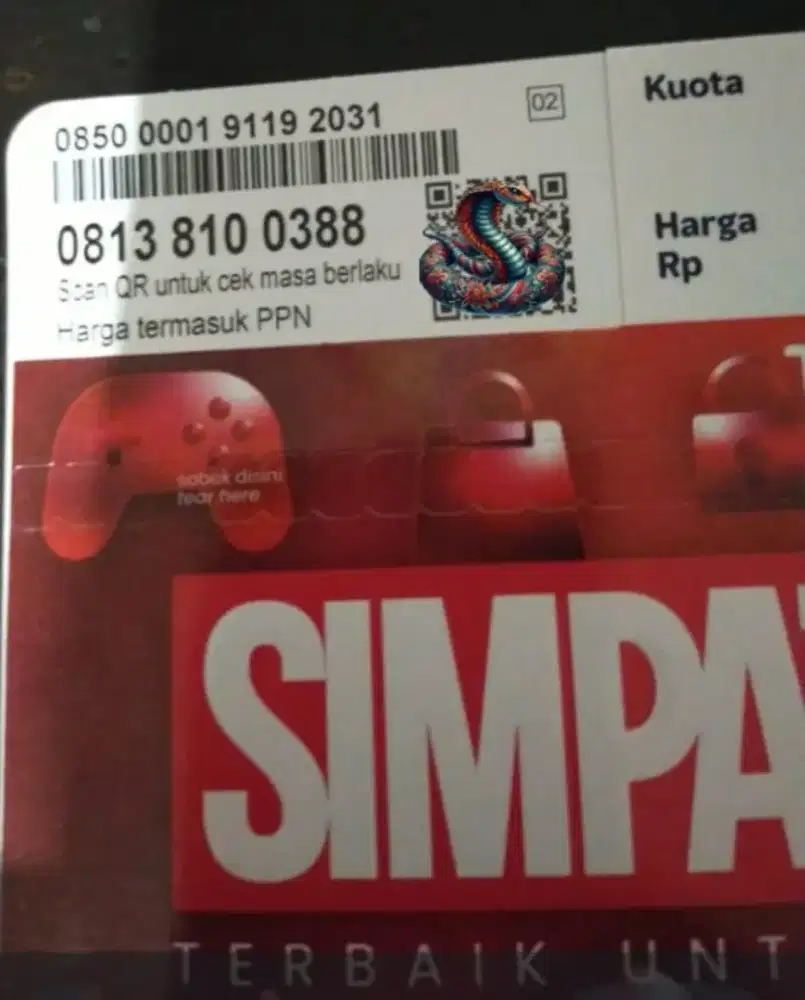 0850 0001 9119 2031
02
0813 810 0388
Scan QR untuk cek masa berlaku
Harga termasuk PPN
Kuota
Harga
Rp
sobek disini
tear here
SIMPA
TERBAIK UNT